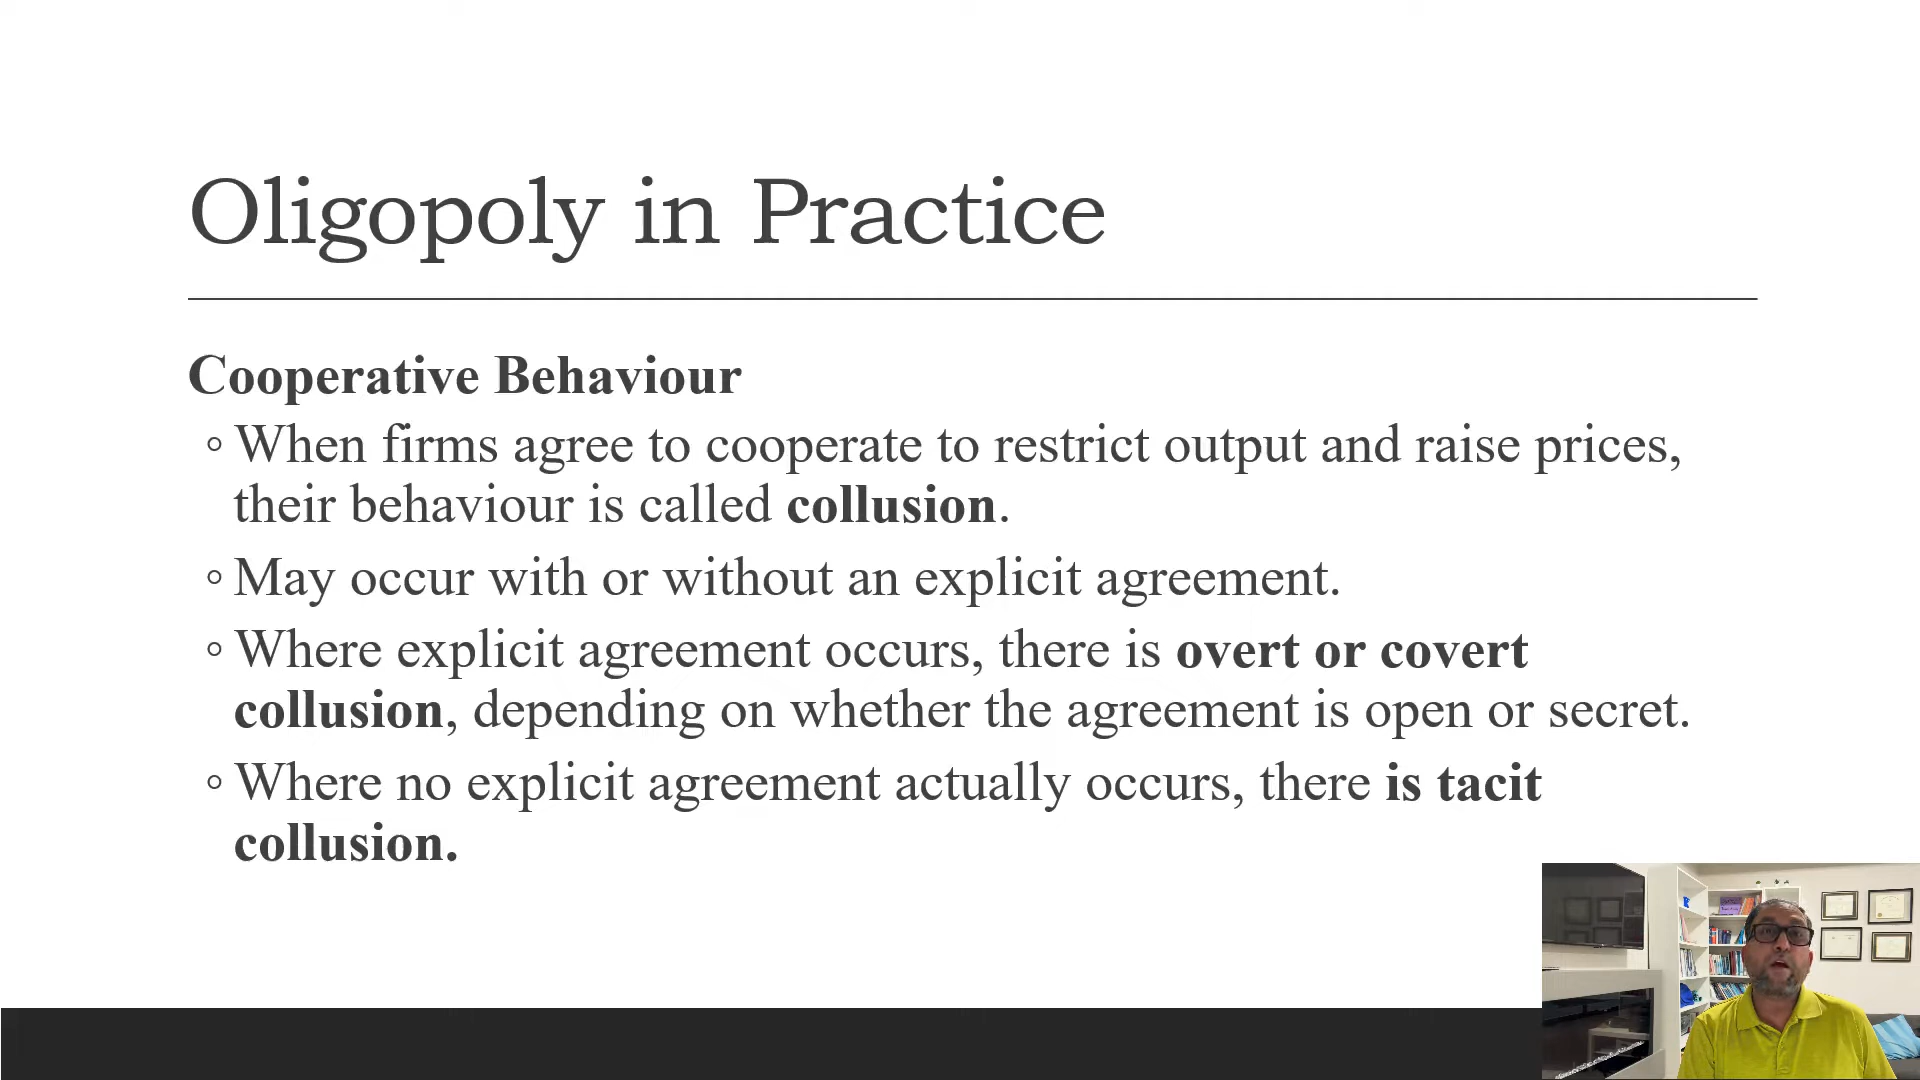 Oligopoly in Practice
Cooperative Behaviour
◦ When firms agree to cooperate to restrict output and raise prices,
their behaviour is called collusion.
◦ May occur with or without an explicit agreement.
◦ Where explicit agreement occurs, there is overt or covert
collusion, depending on whether the agreement is open or secret.
◦ Where no explicit agreement actually occurs, there is tacit
collusion.